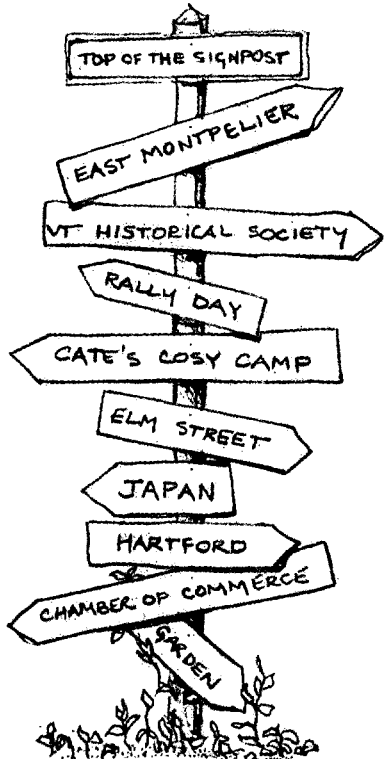 TOP OF THE SIGNPOST
EAST MONTPELIER
VT HISTORICAL SOCIETY
RALLY DAY
CATE'S COSY CAMP
ELM STREET
JAPAN
HARTFORD
CHAMBER OF COMMERCE
GARDEN